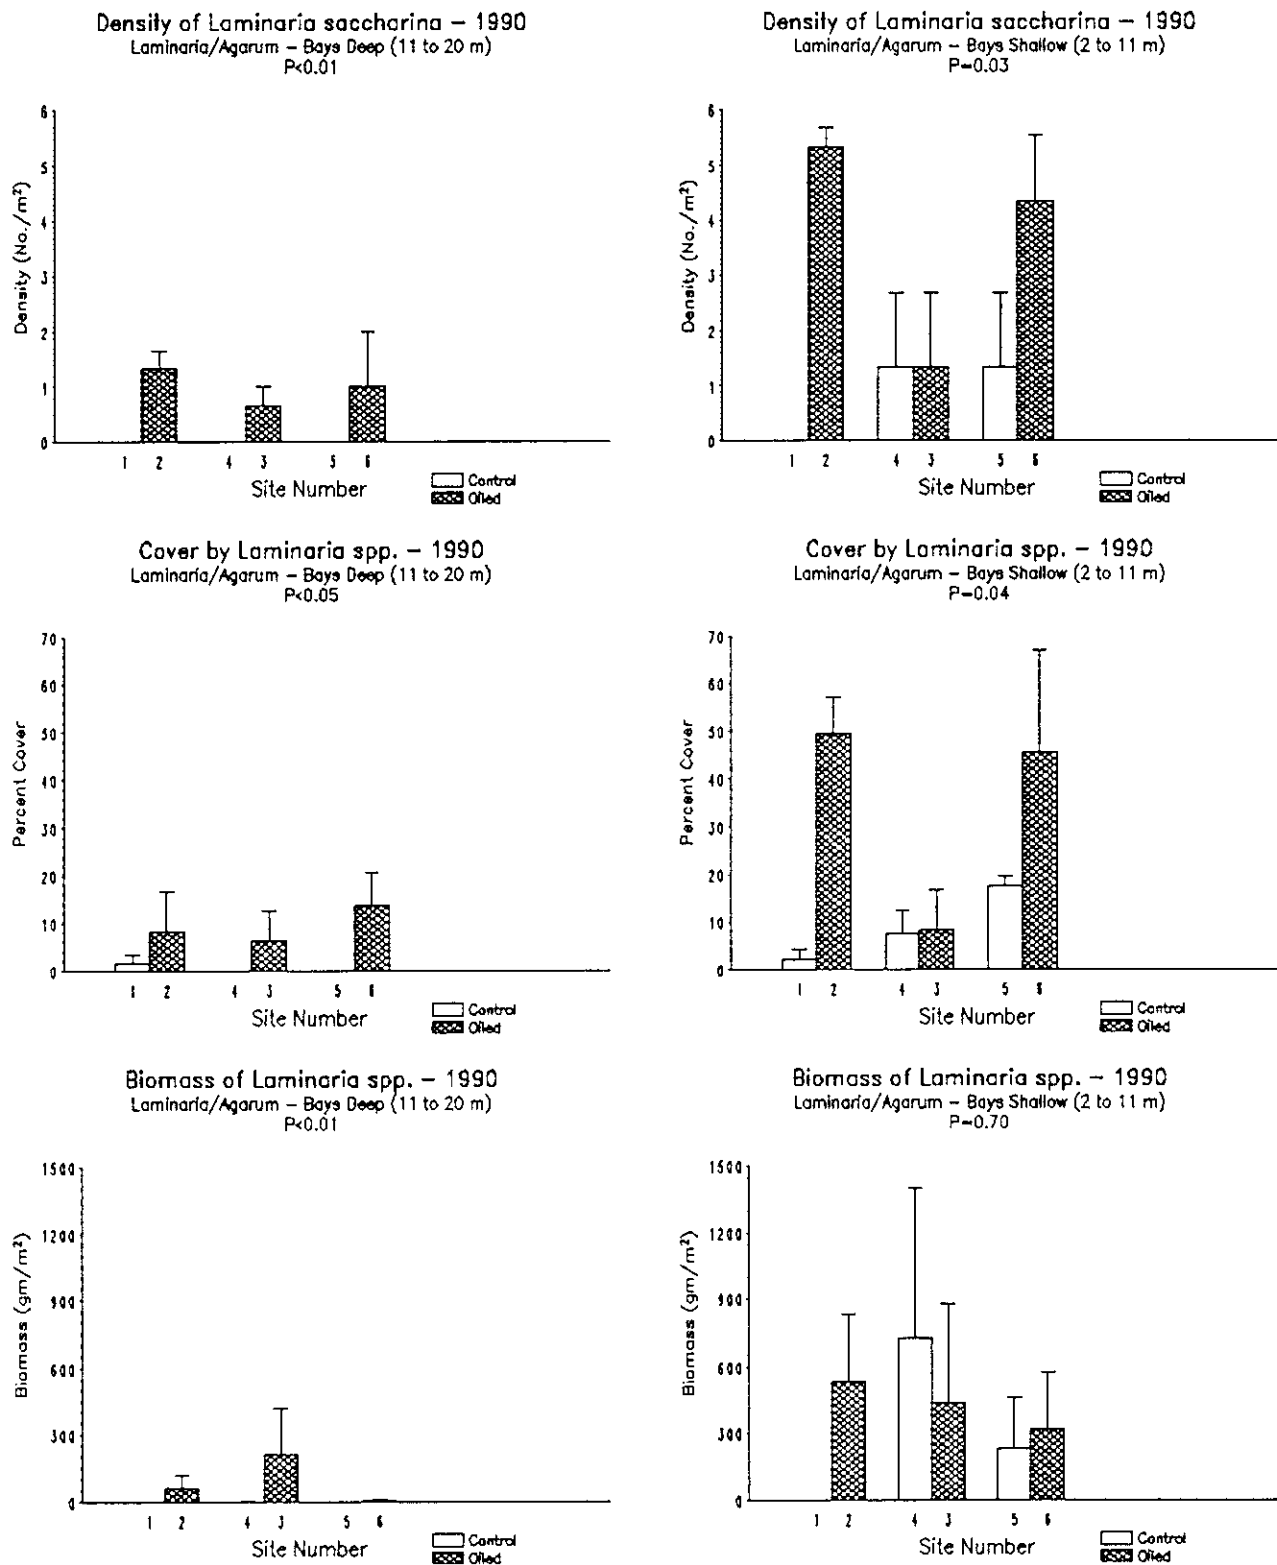 Density of Laminaria saccharina – 1990
Laminaria/Agarum – Bays Deep (11 to 20 m)
P<0.01
6
5
4
3
2
1
0
Density (No./m²)
1 2 4 3 5 6
Site Number
Control
Oiled
Density of Laminaria saccharina – 1990
Laminaria/Agarum – Bays Shallow (2 to 11 m)
P=0.03
6
5
4
3
2
1
0
Density (No./m²)
1 2 4 3 5 6
Site Number
Control
Oiled
Cover by Laminaria spp. – 1990
Laminaria/Agarum – Bays Deep (11 to 20 m)
P<0.05
70
60
50
40
30
20
10
0
Percent Cover
1 2 4 3 5 6
Site Number
Control
Oiled
Cover by Laminaria spp. – 1990
Laminaria/Agarum – Bays Shallow (2 to 11 m)
P=0.04
70
60
50
40
30
20
10
0
Percent Cover
1 2 4 3 5 6
Site Number
Control
Oiled
Biomass of Laminaria spp. – 1990
Laminaria/Agarum – Bays Deep (11 to 20 m)
P<0.01
1500
1200
900
600
300
0
Biomass (gm/m²)
1 2 4 3 5 6
Site Number
Control
Oiled
Biomass of Laminaria spp. – 1990
Laminaria/Agarum – Bays Shallow (2 to 11 m)
P=0.70
1500
1200
900
600
300
0
Biomass (gm/m²)
1 2 4 3 5 6
Site Number
Control
Oiled